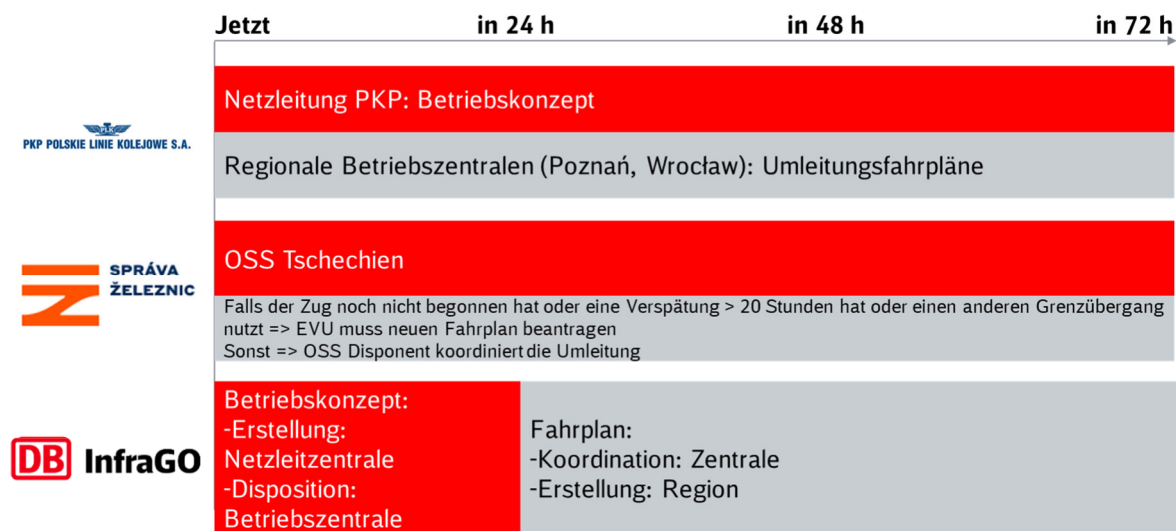 Jetzt in 24 h in 48 h in 72 h
PLK
PKP POLSKIE LINIE KOLEJOWE S.A.
Netzleitung PKP: Betriebskonzept
Regionale Betriebszentralen (Poznań, Wrocław): Umleitungsfahrpläne
SPRÁVA
ŽELEZNIC
OSS Tschechien
Falls der Zug noch nicht begonnen hat oder eine Verspätung > 20 Stunden hat oder einen anderen Grenzübergang
nutzt => EVU muss neuen Fahrplan beantragen
Sonst => OSS Disponent koordiniert die Umleitung
DB InfraGO
Betriebskonzept:
-Erstellung:
Netzleitzentrale
-Disposition:
Betriebszentrale
Fahrplan:
-Koordination: Zentrale
-Erstellung: Region